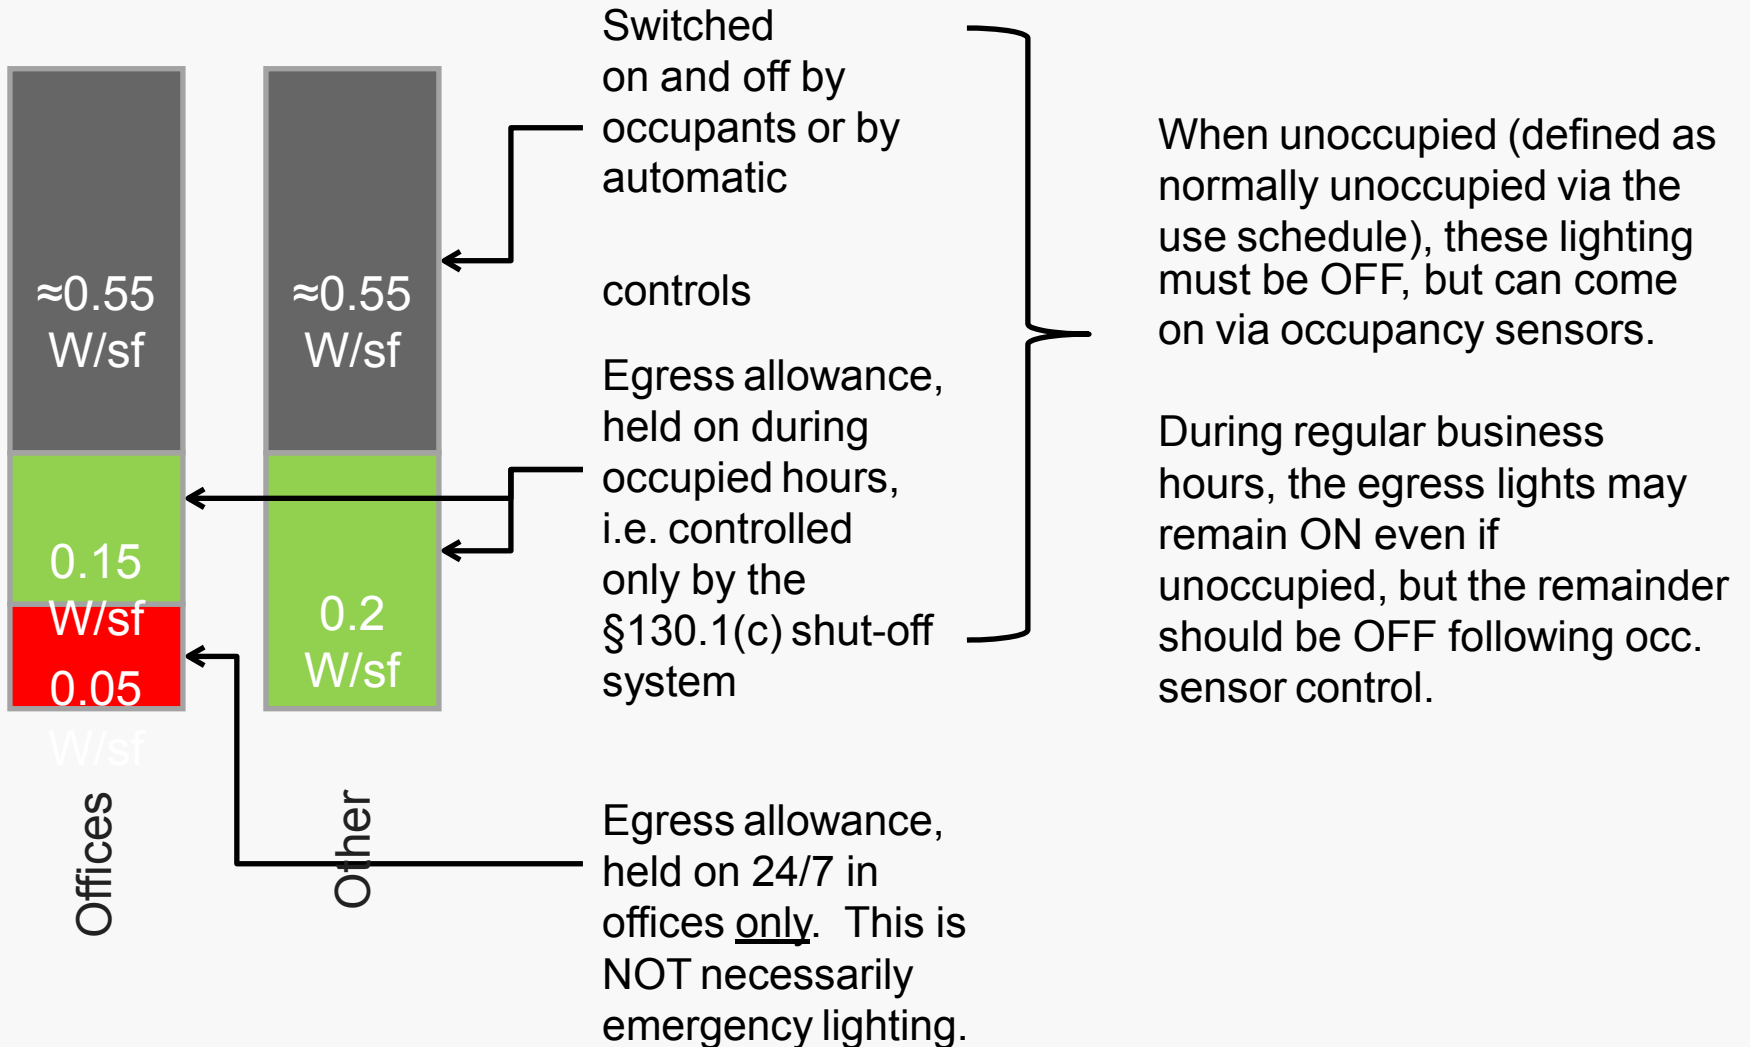 ≈0.55
W/sf
0.15
W/sf
0.05
W/sf
Offices
≈0.55
W/sf
0.2
W/sf
Other
Switched
on and off by
occupants or by
automatic
controls
Egress allowance,
held on during
occupied hours,
i.e. controlled
only by the
§130.1(c) shut-off
system
Egress allowance,
held on 24/7 in
offices only.  This is
NOT necessarily
emergency lighting.
When unoccupied (defined as
normally unoccupied via the
use schedule), these lighting
must be OFF, but can come
on via occupancy sensors.
During regular business
hours, the egress lights may
remain ON even if
unoccupied, but the remainder
should be OFF following occ.
sensor control.